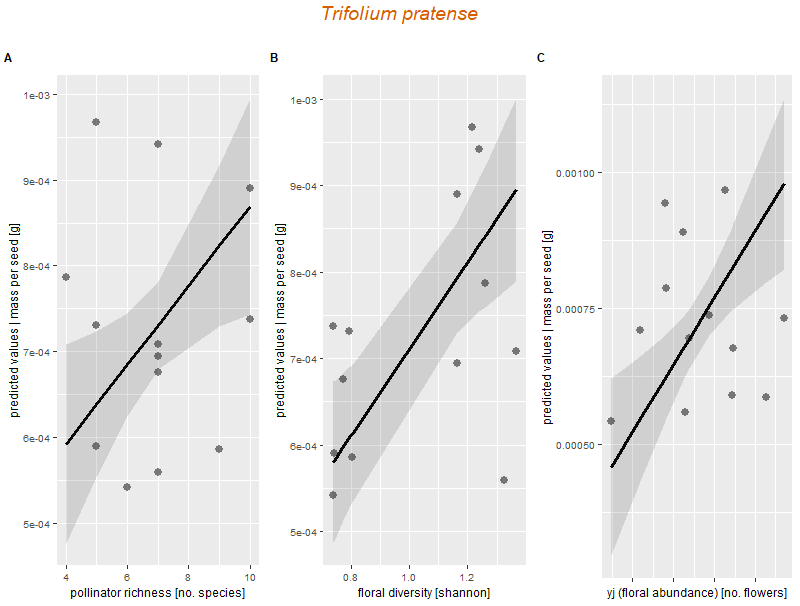 Trifolium pratense
A
predicted values | mass per seed [g]
1e-03
9e-04
8e-04
7e-04
6e-04
5e-04
4 6 8 10
pollinator richness [no. species]
B
predicted values | mass per seed [g]
1e-03
9e-04
8e-04
7e-04
6e-04
5e-04
0.8 1.0 1.2
floral diversity [shannon]
C
predicted values | mass per seed [g]
0.00100
0.00075
0.00050
yj (floral abundance) [no. flowers]